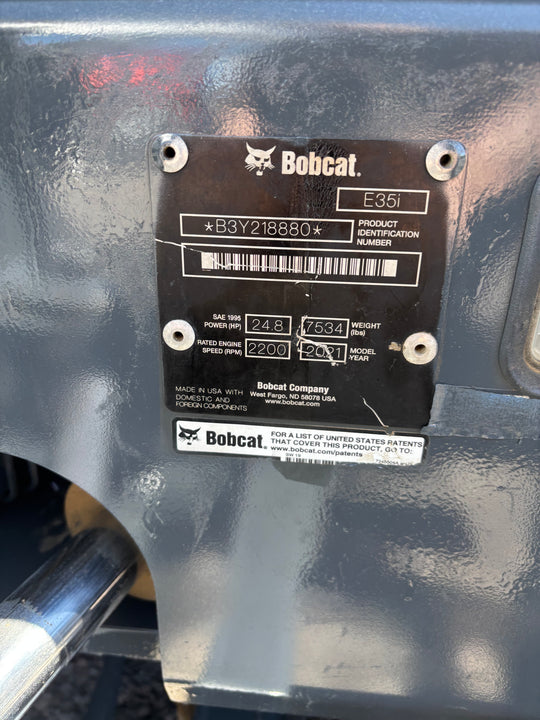 Bobcat.
E35i
*B3Y218880*
PRODUCT
IDENTIFICATION
NUMBER
SAE 1995
POWER (HP) 24.8 7534 WEIGHT
(lbs)
RATED ENGINE
SPEED (RPM) 2200 2021 MODEL
YEAR
MADE IN USA WITH
DOMESTIC AND
FOREIGN COMPONENTS
Bobcat Company
West Fargo, ND 58078 USA
www.bobcat.com
Bobcat.
FOR A LIST OF UNITED STATES PATENTS
THAT COVER THIS PRODUCT, GO TO:
www.bobcat.com/patents